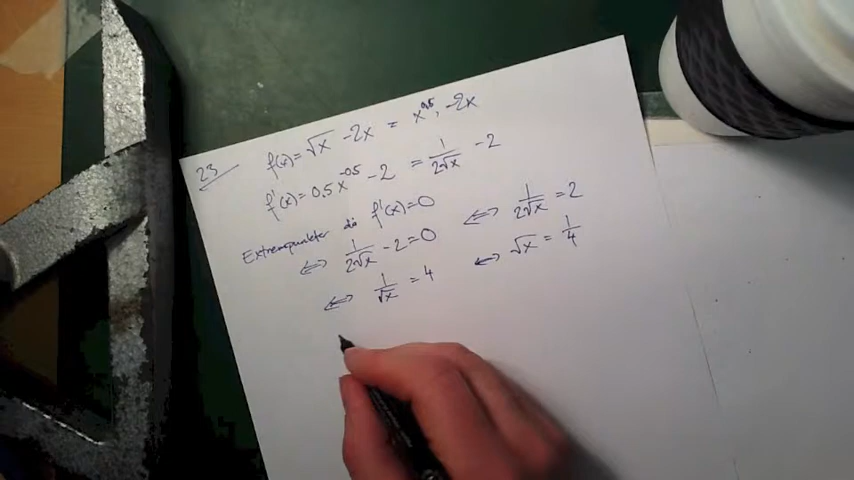 23
f(x) = √x - 2x = x^0.5 - 2x
f'(x) = 0.5x^-0.5 - 2 = 1/(2√x) - 2
Extrempunkter då f'(x) = 0
⇔ 1/(2√x) - 2 = 0 ⇔ 1/(2√x) = 2
⇔ 1/√x = 4 ⇔ √x = 1/4